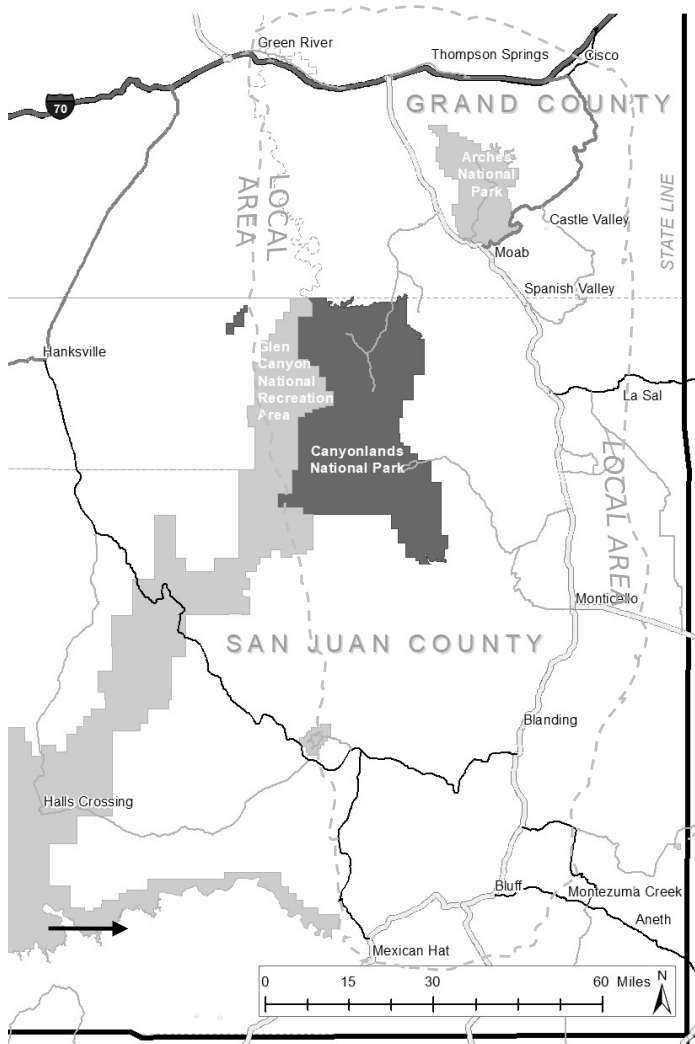 Green River
Thompson Springs
Cisco
70
GRAND COUNTY
Arches
National
Park
LOCAL
AREA
STATE LINE
Castle Valley
Moab
Spanish Valley
Hanksville
Glen
Canyon
National
Recreation
Area
La Sal
Canyonlands
National Park
LOCAL AREA
Monticello
SAN JUAN COUNTY
Blanding
Halls Crossing
Bluff
Montezuma Creek
Aneth
Mexican Hat
0 15 30 60 Miles N